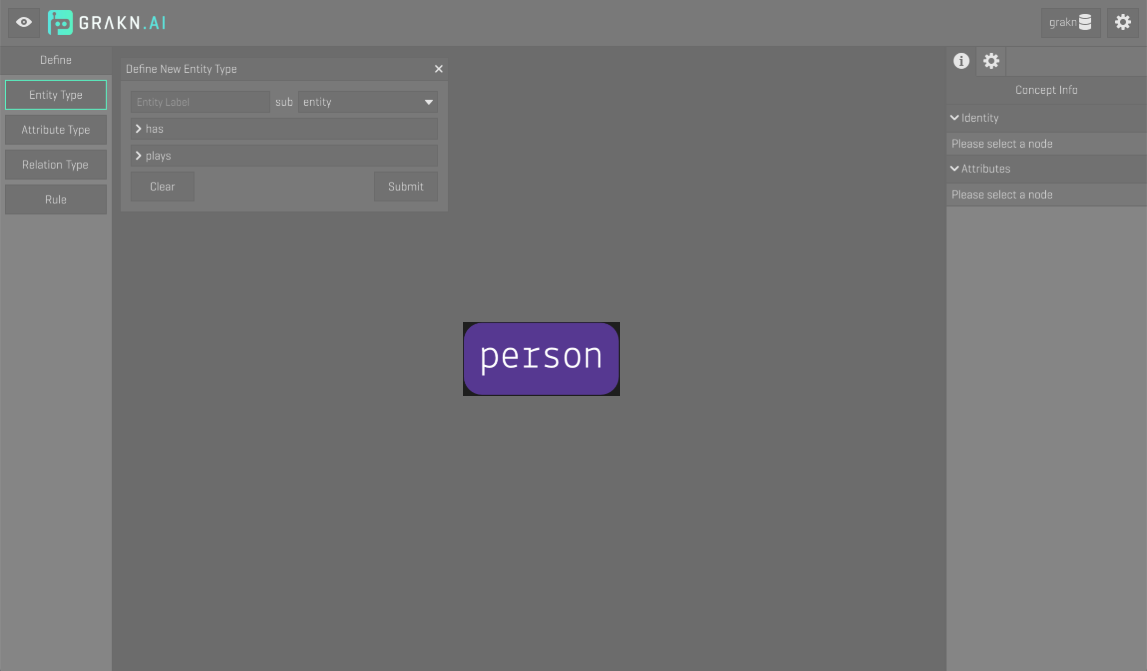 GRAKN.AI
grakn
Define
Entity Type
Attribute Type
Relation Type
Rule
Define New Entity Type
Entity Label sub entity
has
plays
Clear Submit
person
Concept Info
Identity
Please select a node
Attributes
Please select a node